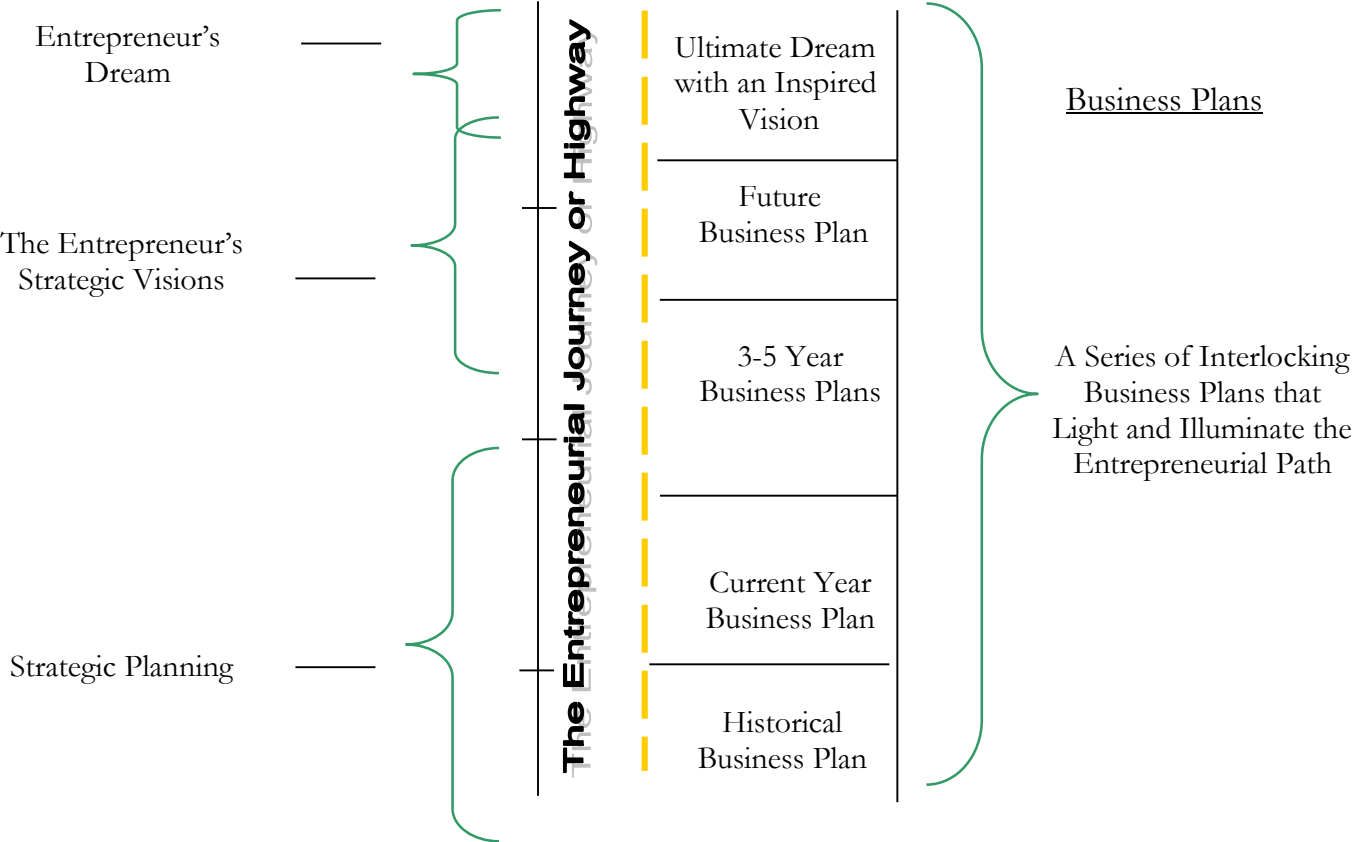 Entrepreneur's
Dream
The Entrepreneur's
Strategic Visions
Strategic Planning
The Entrepreneurial Journey or Highway
Ultimate Dream
with an Inspired
Vision
Future
Business Plan
3-5 Year
Business Plans
Current Year
Business Plan
Historical
Business Plan
Business Plans
A Series of Interlocking
Business Plans that
Light and Illuminate the
Entrepreneurial Path